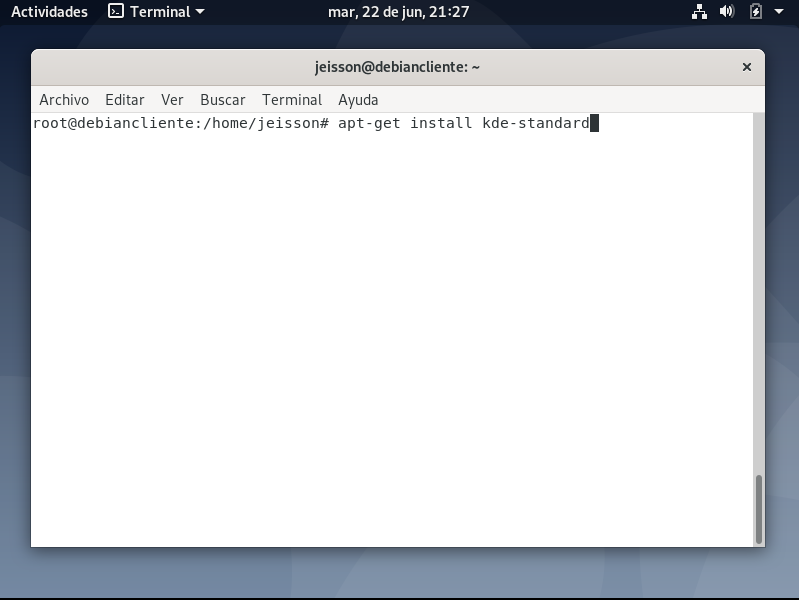 Actividades Terminal mar, 22 de jun, 21:27
jeisson@debiancliente: ~
Archivo Editar Ver Buscar Terminal Ayuda
root@debiancliente:/home/jeisson# apt-get install kde-standard